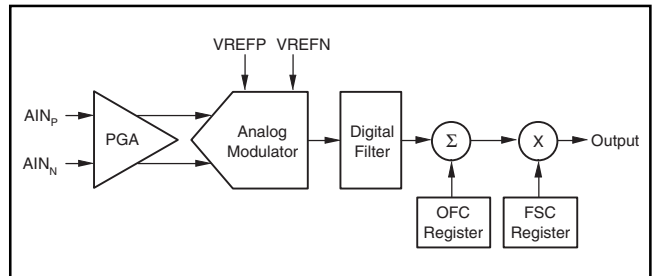 VREFP VREFN
AINP
PGA
AINN
Analog
Modulator
Digital
Filter
Σ
X
Output
OFC
Register
FSC
Register